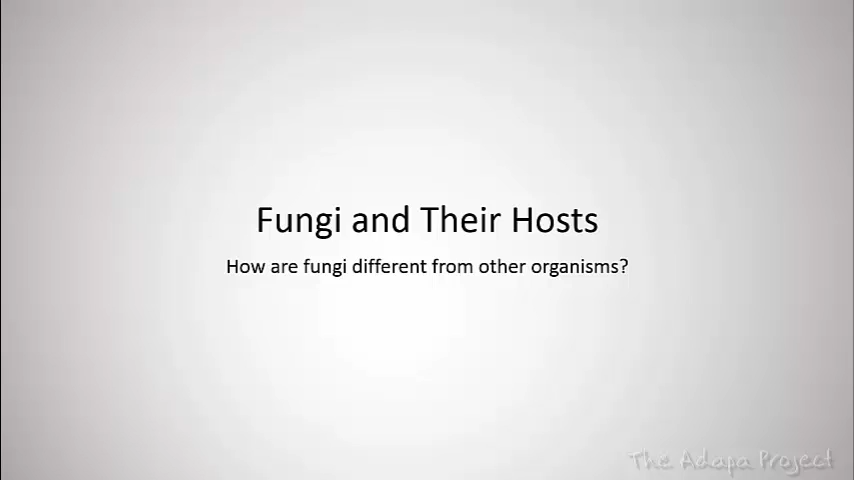 Fungi and Their Hosts
How are fungi different from other organisms?
The Adapa Project